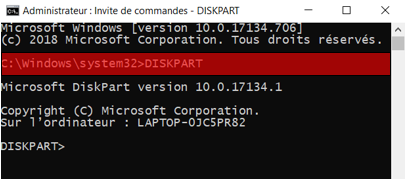 Administrateur : Invite de commandes - DISKPART
Microsoft Windows [version 10.0.17134.706]
(c) 2018 Microsoft Corporation. Tous droits réservés.
C:\Windows\system32>DISKPART
Microsoft DiskPart version 10.0.17134.1
Copyright (C) Microsoft Corporation.
Sur l'ordinateur : LAPTOP-0JC5PR82
DISKPART>